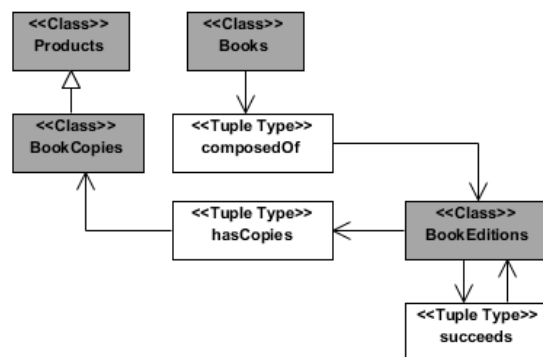 <<Class>>
Products
<<Class>>
Books
<<Class>>
BookCopies
<<Tuple Type>>
composedOf
<<Tuple Type>>
hasCopies
<<Class>>
BookEditions
<<Tuple Type>>
succeeds